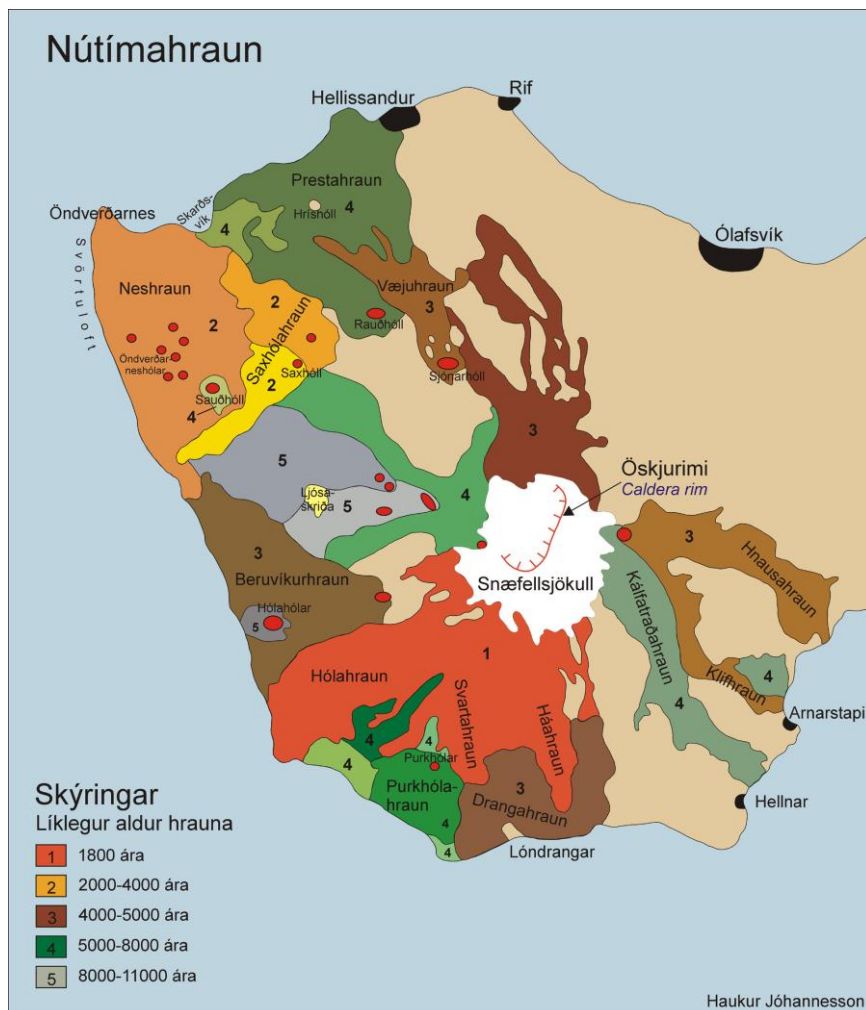 Nútímahraun
Rif
Hellissandur
Prestahraun
Skarðs-
vík
Öndverðarnes
Hríshóll
4
4
Ólafsvík
Svörtuloft
Neshraun
Væjuhraun
2
2
3
Saxhólahraun
Rauðhóll
Öndverðar-
neshólar
Saxhóll
Sjónarhóll
2
Sauðhóll
4
3
5
Öskjurimi
Caldera rim
Ljósa-
skriða
5
4
3
3
Hnausahraun
Beruvíkurhraun
Snæfellsjökull
Kálfatraðahraun
Hólahólar
5
1
Hólahraun
Svartahraun
Klifhraun
4
4
Háahraun
Arnarstapi
4
4
Purkhólar
4
Skýringar
Purkhóla-
hraun
3
Drangahraun
Hellnar
Líklegur aldur hrauna
4
4
Lóndrangar
1 1800 ára
2 2000-4000 ára
3 4000-5000 ára
4 5000-8000 ára
5 8000-11000 ára
Haukur Jóhannesson